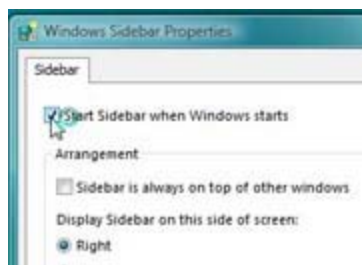 Windows Sidebar Properties
Sidebar
Start Sidebar when Windows starts
Arrangement
Sidebar is always on top of other windows
Display Sidebar on this side of screen:
Right